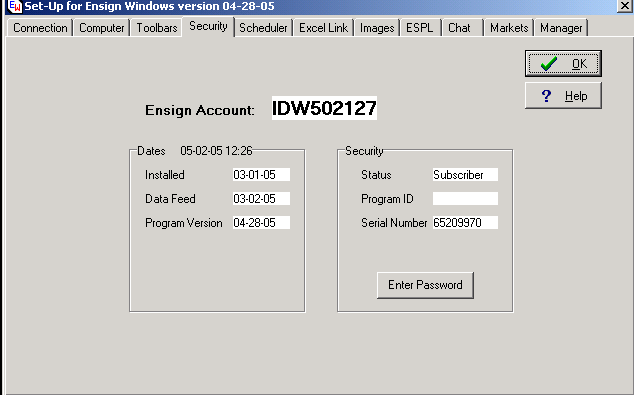 Set-Up for Ensign Windows version 04-28-05
Connection Computer Toolbars Security Scheduler Excel Link Images ESPL Chat Markets Manager
OK
Help
Ensign Account: IDW502127
Dates 05-02-05 12:26
Installed 03-01-05
Data Feed 03-02-05
Program Version 04-28-05
Security
Status Subscriber
Program ID
Serial Number 65209970
Enter Password